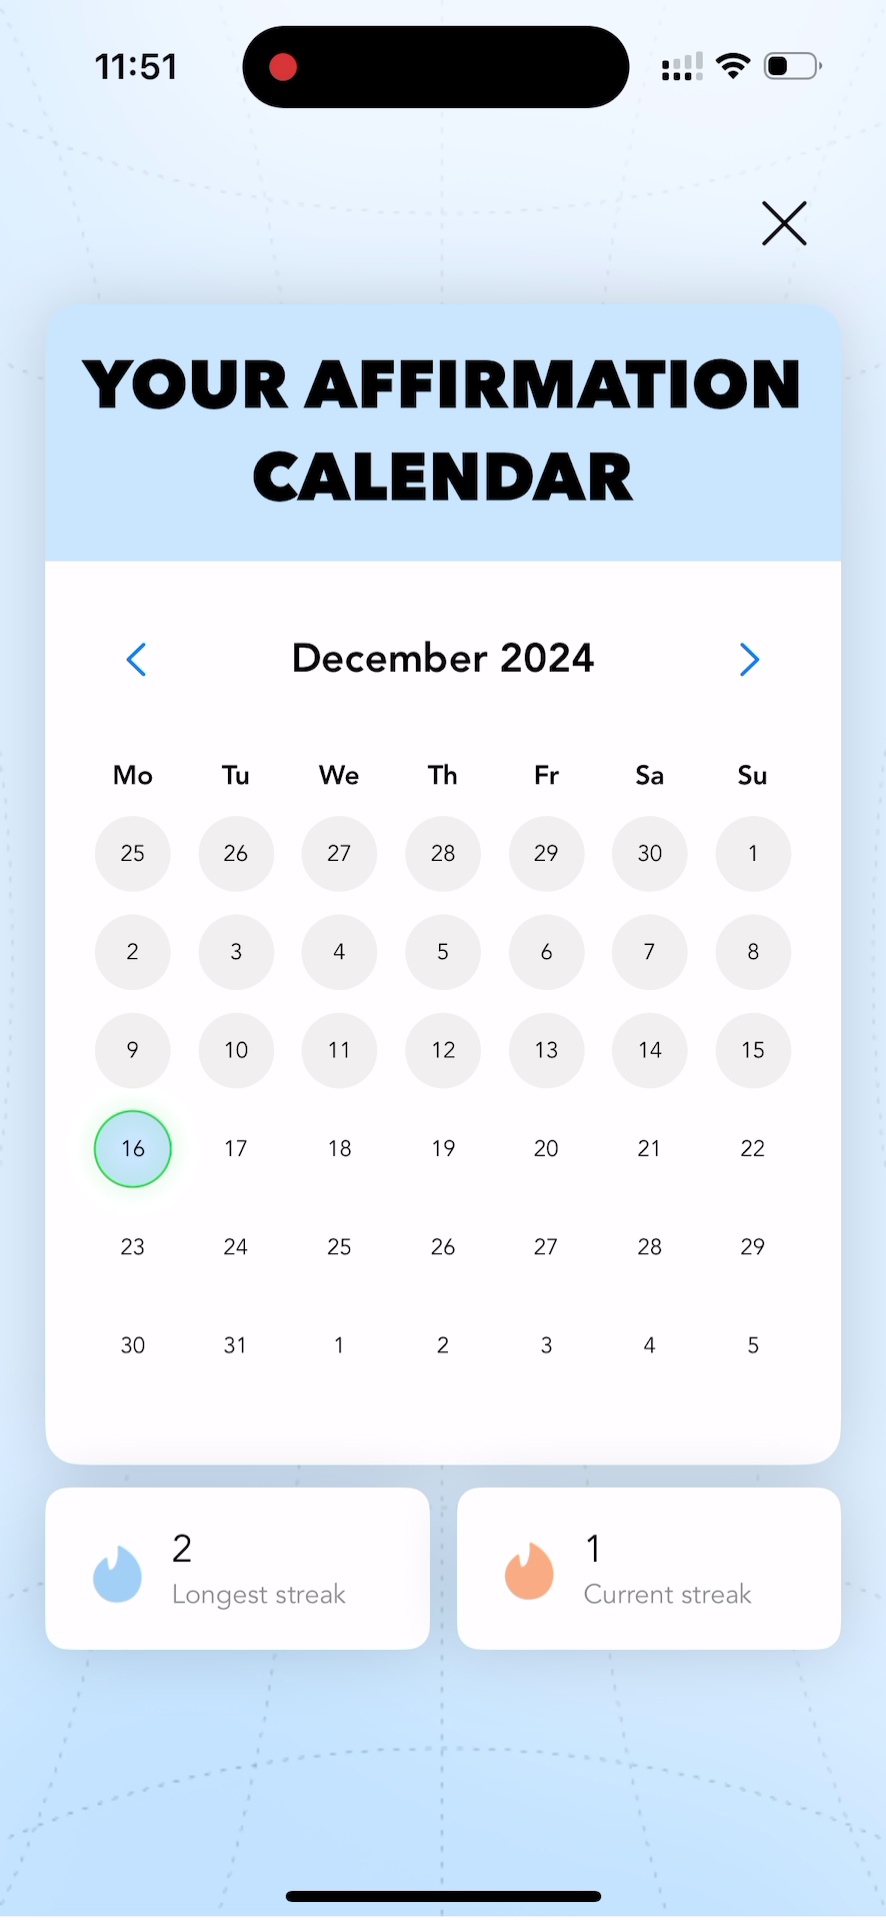 11:51
YOUR AFFIRMATION
CALENDAR
December 2024
Mo Tu We Th Fr Sa Su
25 26 27 28 29 30 1
2 3 4 5 6 7 8
9 10 11 12 13 14 15
16 17 18 19 20 21 22
23 24 25 26 27 28 29
30 31 1 2 3 4 5
2
Longest streak
1
Current streak